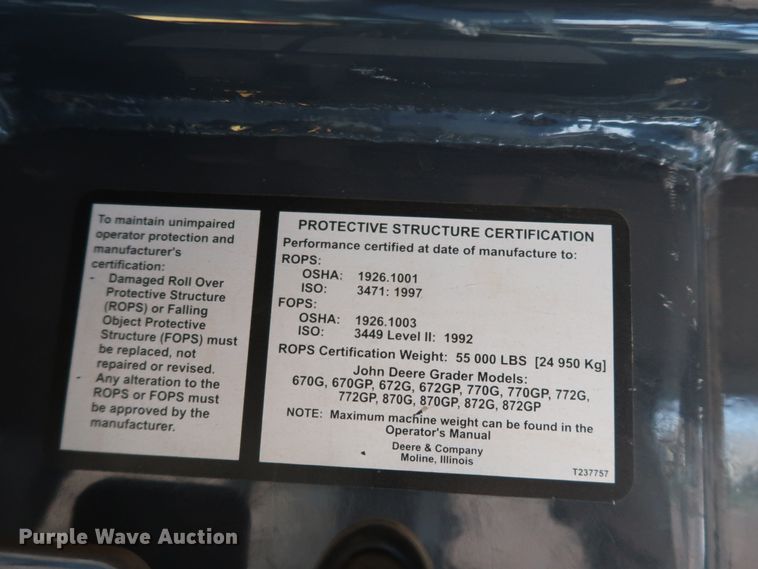 To maintain unimpaired
operator protection and
manufacturer's
certification:
- Damaged Roll Over
Protective Structure
(ROPS) or Falling
Object Protective
Structure (FOPS) must
be replaced, not
repaired or revised.
- Any alteration to the
ROPS or FOPS must
be approved by the
manufacturer.
PROTECTIVE STRUCTURE CERTIFICATION
Performance certified at date of manufacture to:
ROPS:
OSHA: 1926.1001
ISO: 3471: 1997
FOPS:
OSHA: 1926.1003
ISO: 3449 Level II: 1992
ROPS Certification Weight: 55 000 LBS [24 950 Kg]
John Deere Grader Models:
670G, 670GP, 672G, 672GP, 770G, 770GP, 772G,
772GP, 870G, 870GP, 872G, 872GP
NOTE: Maximum machine weight can be found in the
Operator's Manual
Deere & Company
Moline, Illinois
T237757
Purple Wave Auction